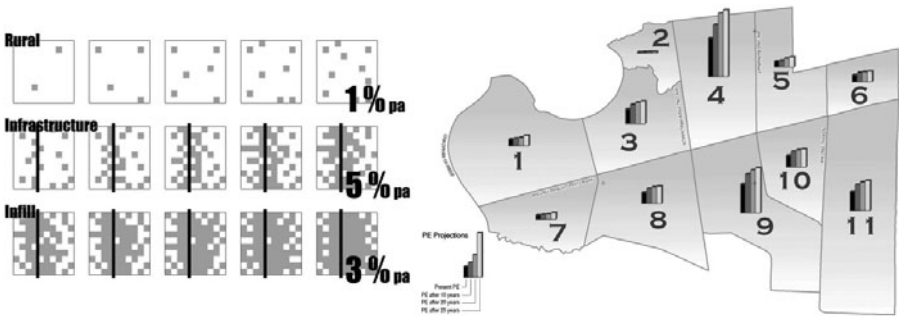 Rural
1% pa
Infrastructure
5% pa
Infill
3% pa
2
4
5
6
3
1
10
11
8
9
7
PE Projections
Present PE
PE after 10 years
PE after 20 years
PE after 25 years